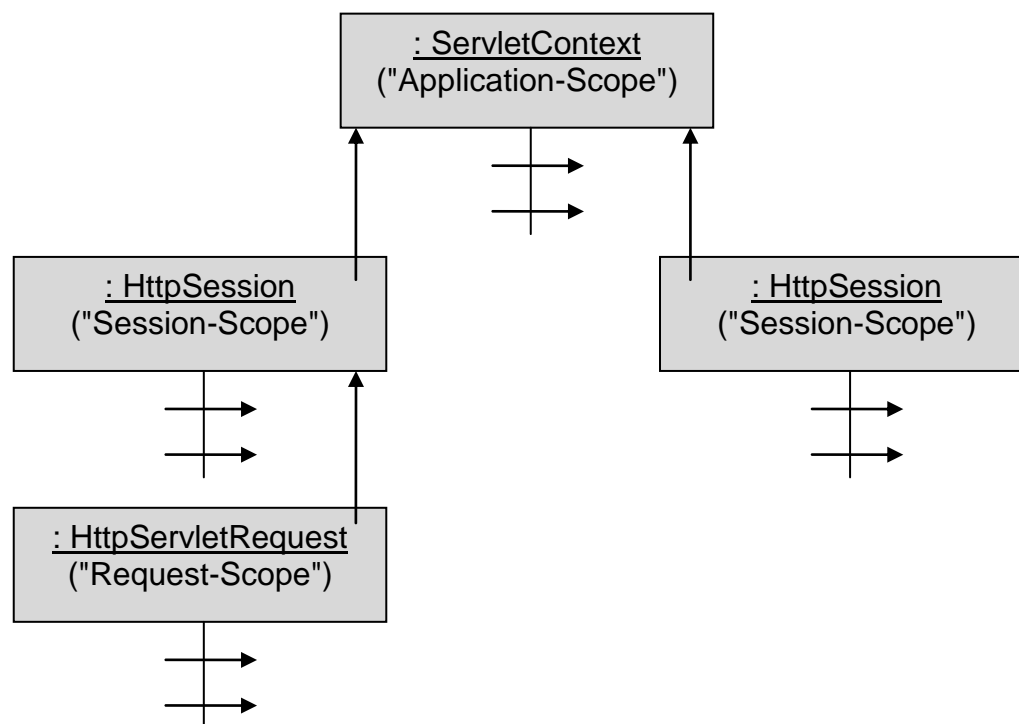 : ServletContext
("Application-Scope")
: HttpSession
("Session-Scope")
: HttpSession
("Session-Scope")
: HttpServletRequest
("Request-Scope")